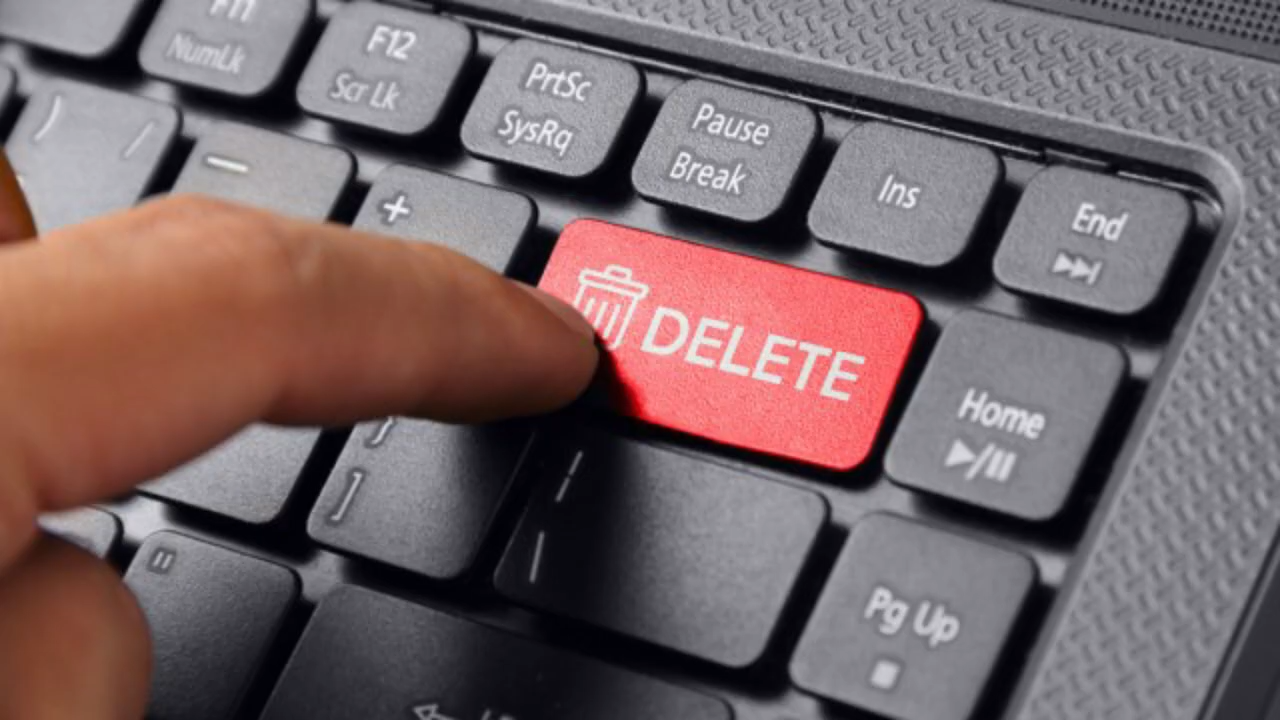 F11
NumLk
F12
Scr Lk
PrtSc
SysRq
Pause
Break
Ins
End
)
/
—
+
DELETE
Home
}
]
|
Pg Up
"